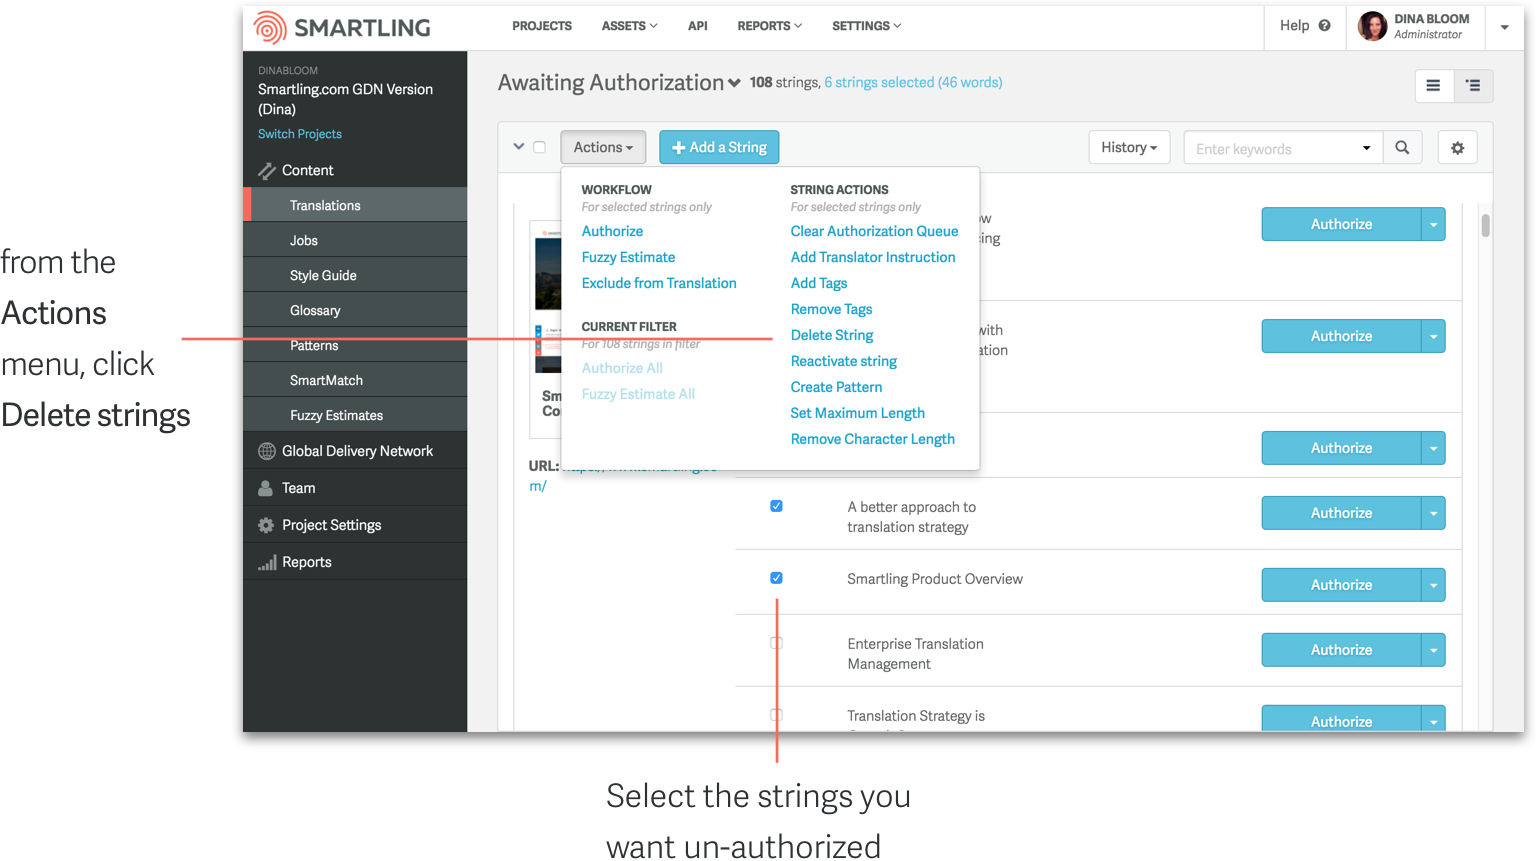 SMARTLING
PROJECTS
ASSETS
API
REPORTS
SETTINGS
Help
DINA BLOOM
Administrator
DINABLOOM
Smartling.com GDN Version
(Dina)
Switch Projects
Content
Translations
Jobs
Style Guide
Glossary
Patterns
SmartMatch
Fuzzy Estimates
Global Delivery Network
Team
Project Settings
Reports
Awaiting Authorization 108 strings, 6 strings selected (46 words)
Actions
+ Add a String
History
Enter keywords
WORKFLOW
For selected strings only
Authorize
Fuzzy Estimate
Exclude from Translation
CURRENT FILTER
For 108 strings in filter
Authorize All
Fuzzy Estimate All
STRING ACTIONS
For selected strings only
Clear Authorization Queue
Add Translator Instruction
Add Tags
Remove Tags
Delete String
Reactivate string
Create Pattern
Set Maximum Length
Remove Character Length
URL:
m/
with
Authorize
Authorize
Authorize
A better approach to
translation strategy
Authorize
Smartling Product Overview
Authorize
Enterprise Translation
Management
Authorize
Translation Strategy is
Authorize
from the
Actions
menu, click
Delete strings
Select the strings you
want un-authorized